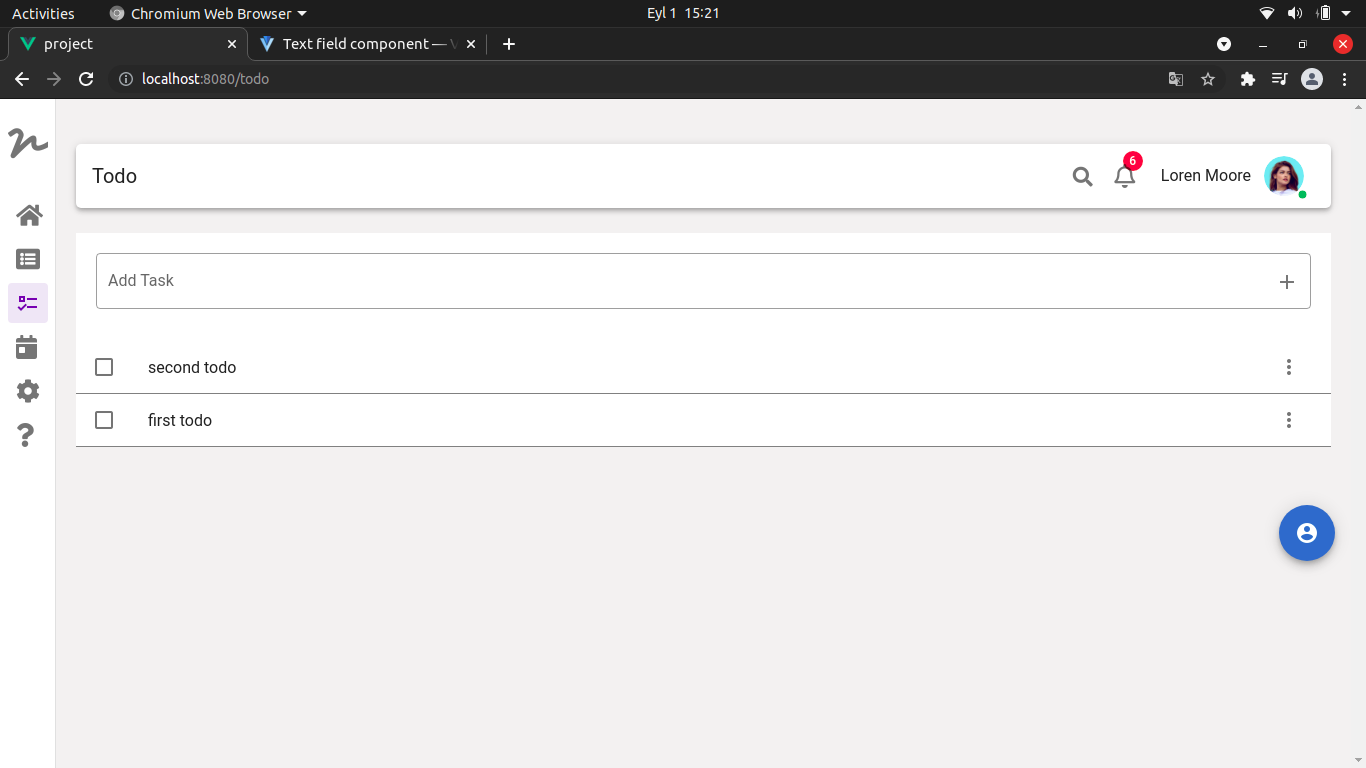 Activities
Chromium Web Browser
Eyl 1 15:21
project
Text field component —
localhost:8080/todo
Todo
6
Loren Moore
Add Task
second todo
first todo